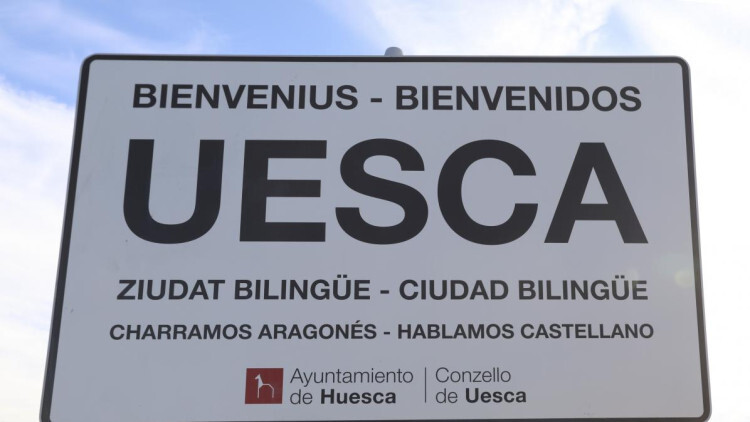 BIENVENIUS - BIENVENIDOS
UESCA
ZIUDAT BILINGÜE - CIUDAD BILINGÜE
CHARRAMOS ARAGONÉS - HABLAMOS CASTELLANO
Ayuntamiento de Huesca
Conzello de Uesca